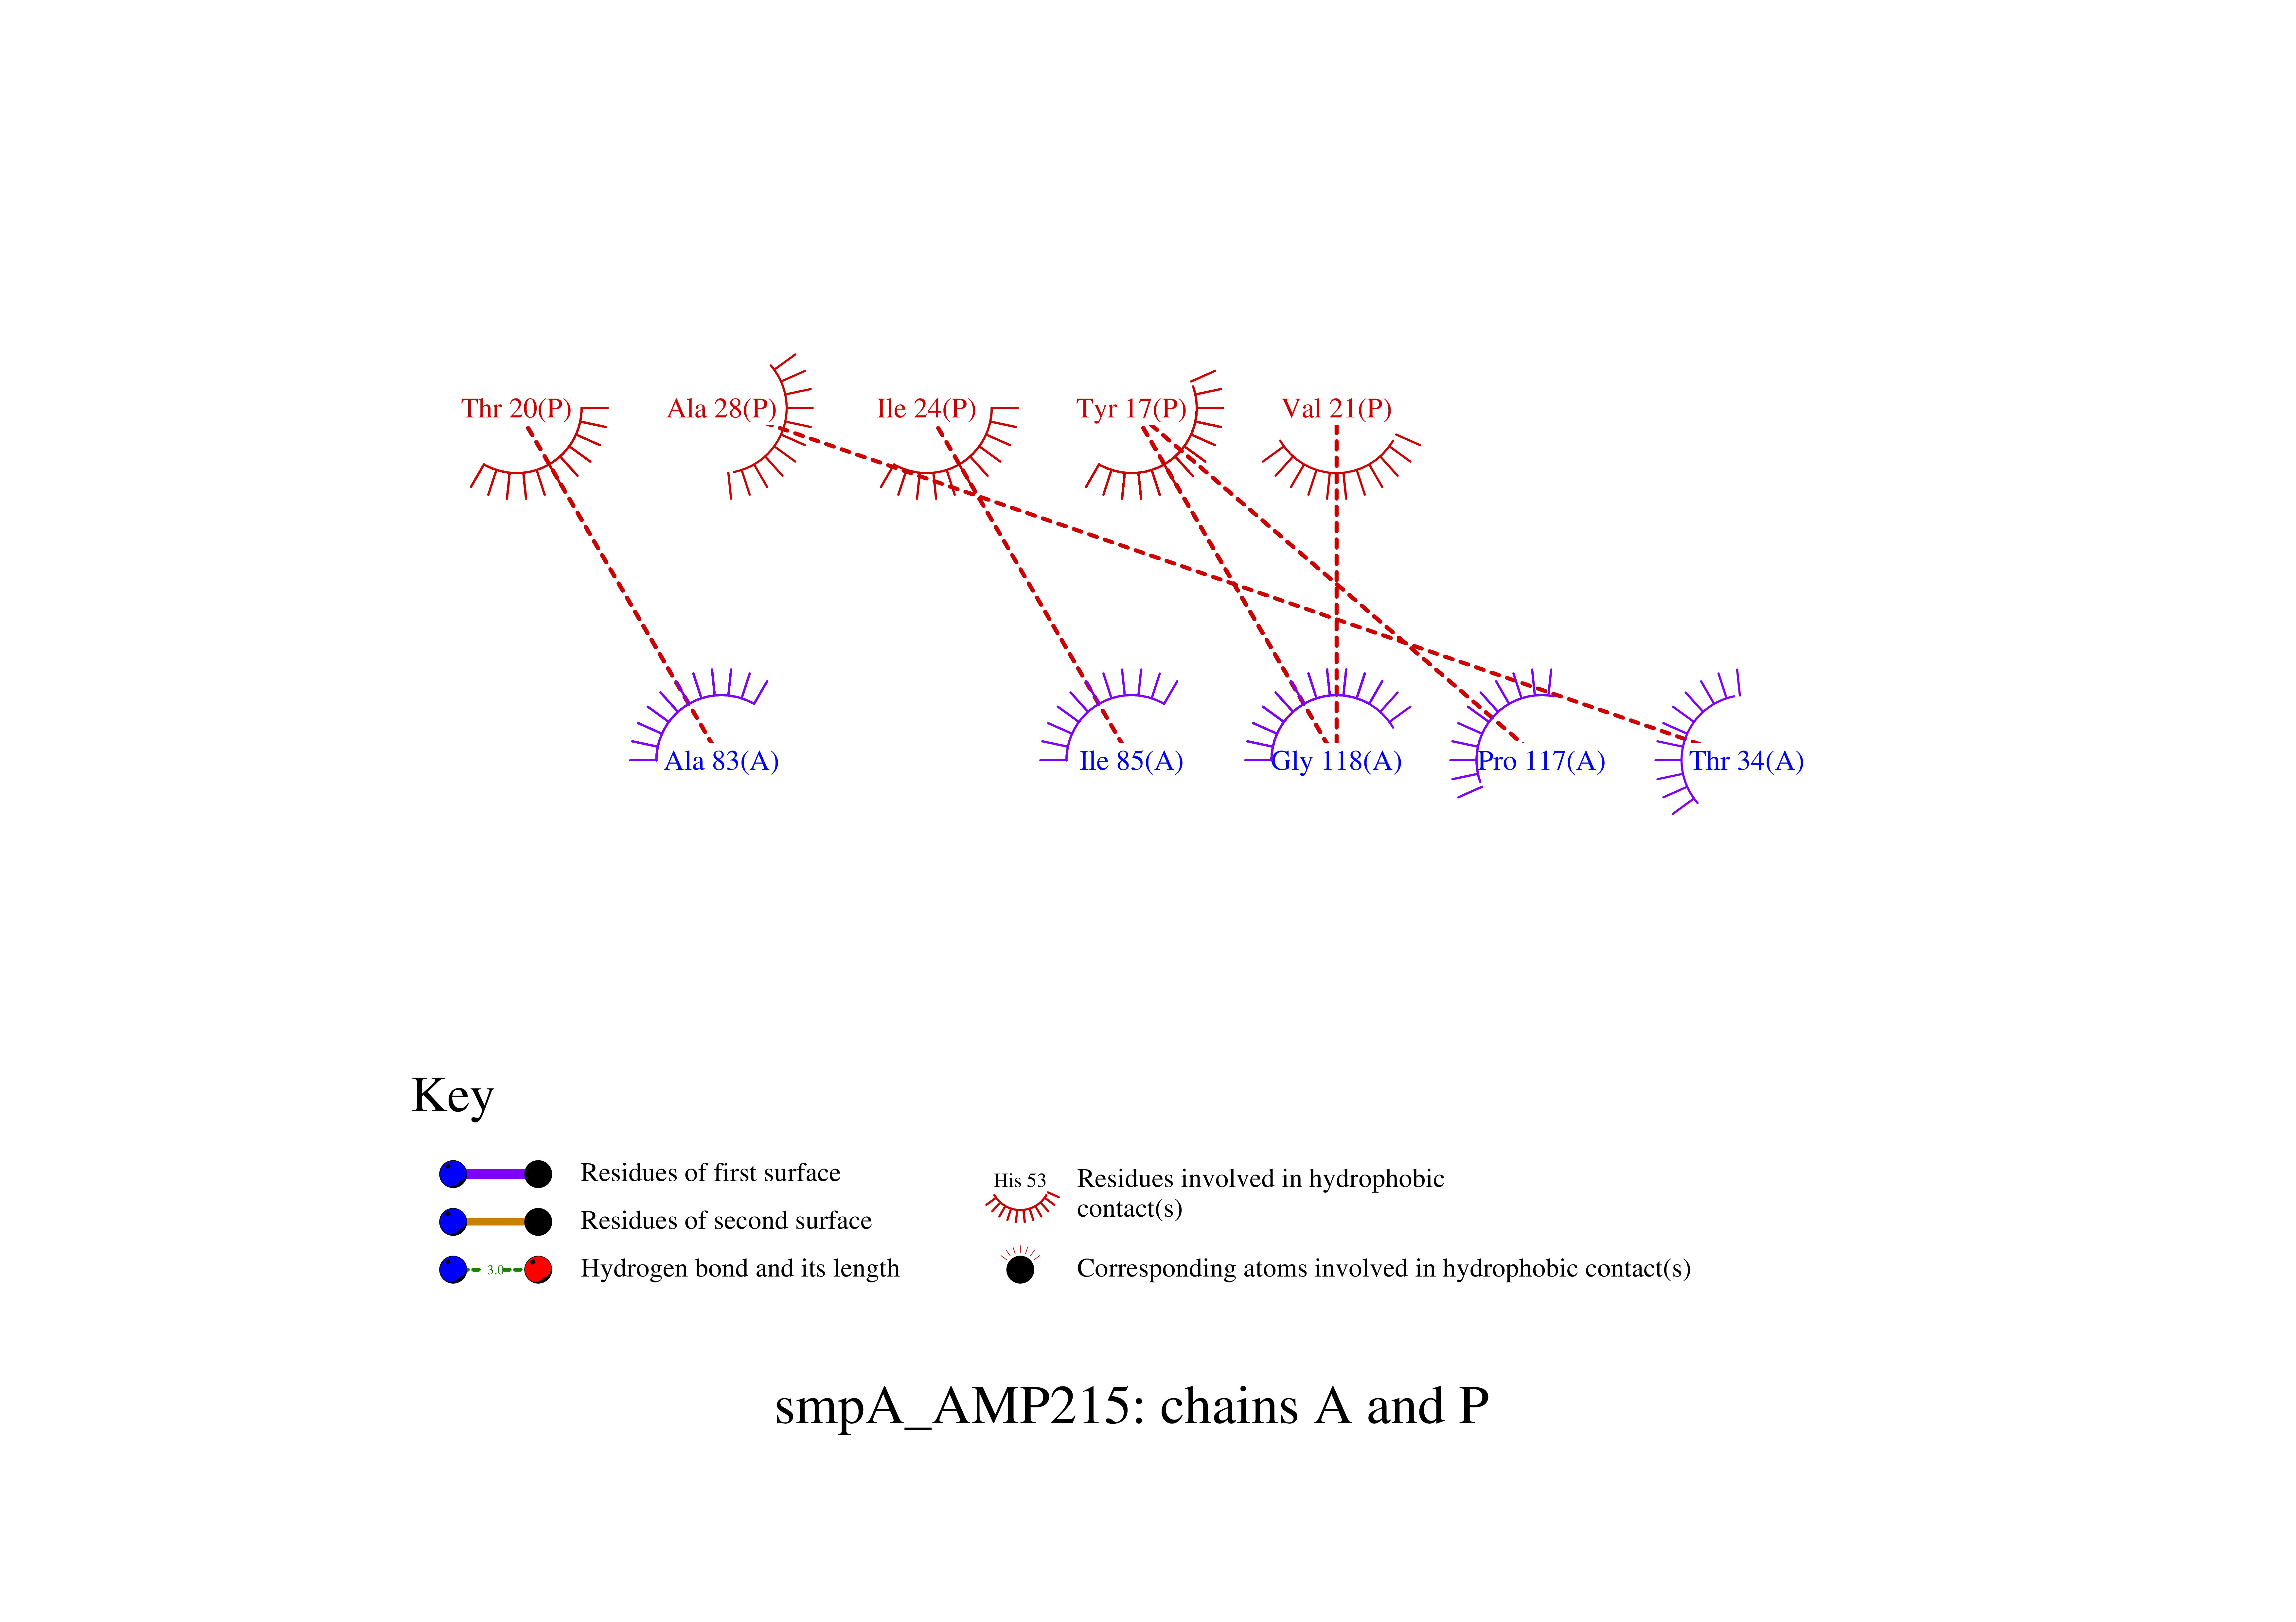 Thr 20(P) Ala 28(P) Ile 24(P) Tyr 17(P) Val 21(P)
Ala 83(A) Ile 85(A) Gly 118(A) Pro 117(A) Thr 34(A)
Key
Residues of first surface
Residues of second surface
3.0 Hydrogen bond and its length
His 53 Residues involved in hydrophobic
contact(s)
Corresponding atoms involved in hydrophobic contact(s)
smpA_AMP215: chains A and P